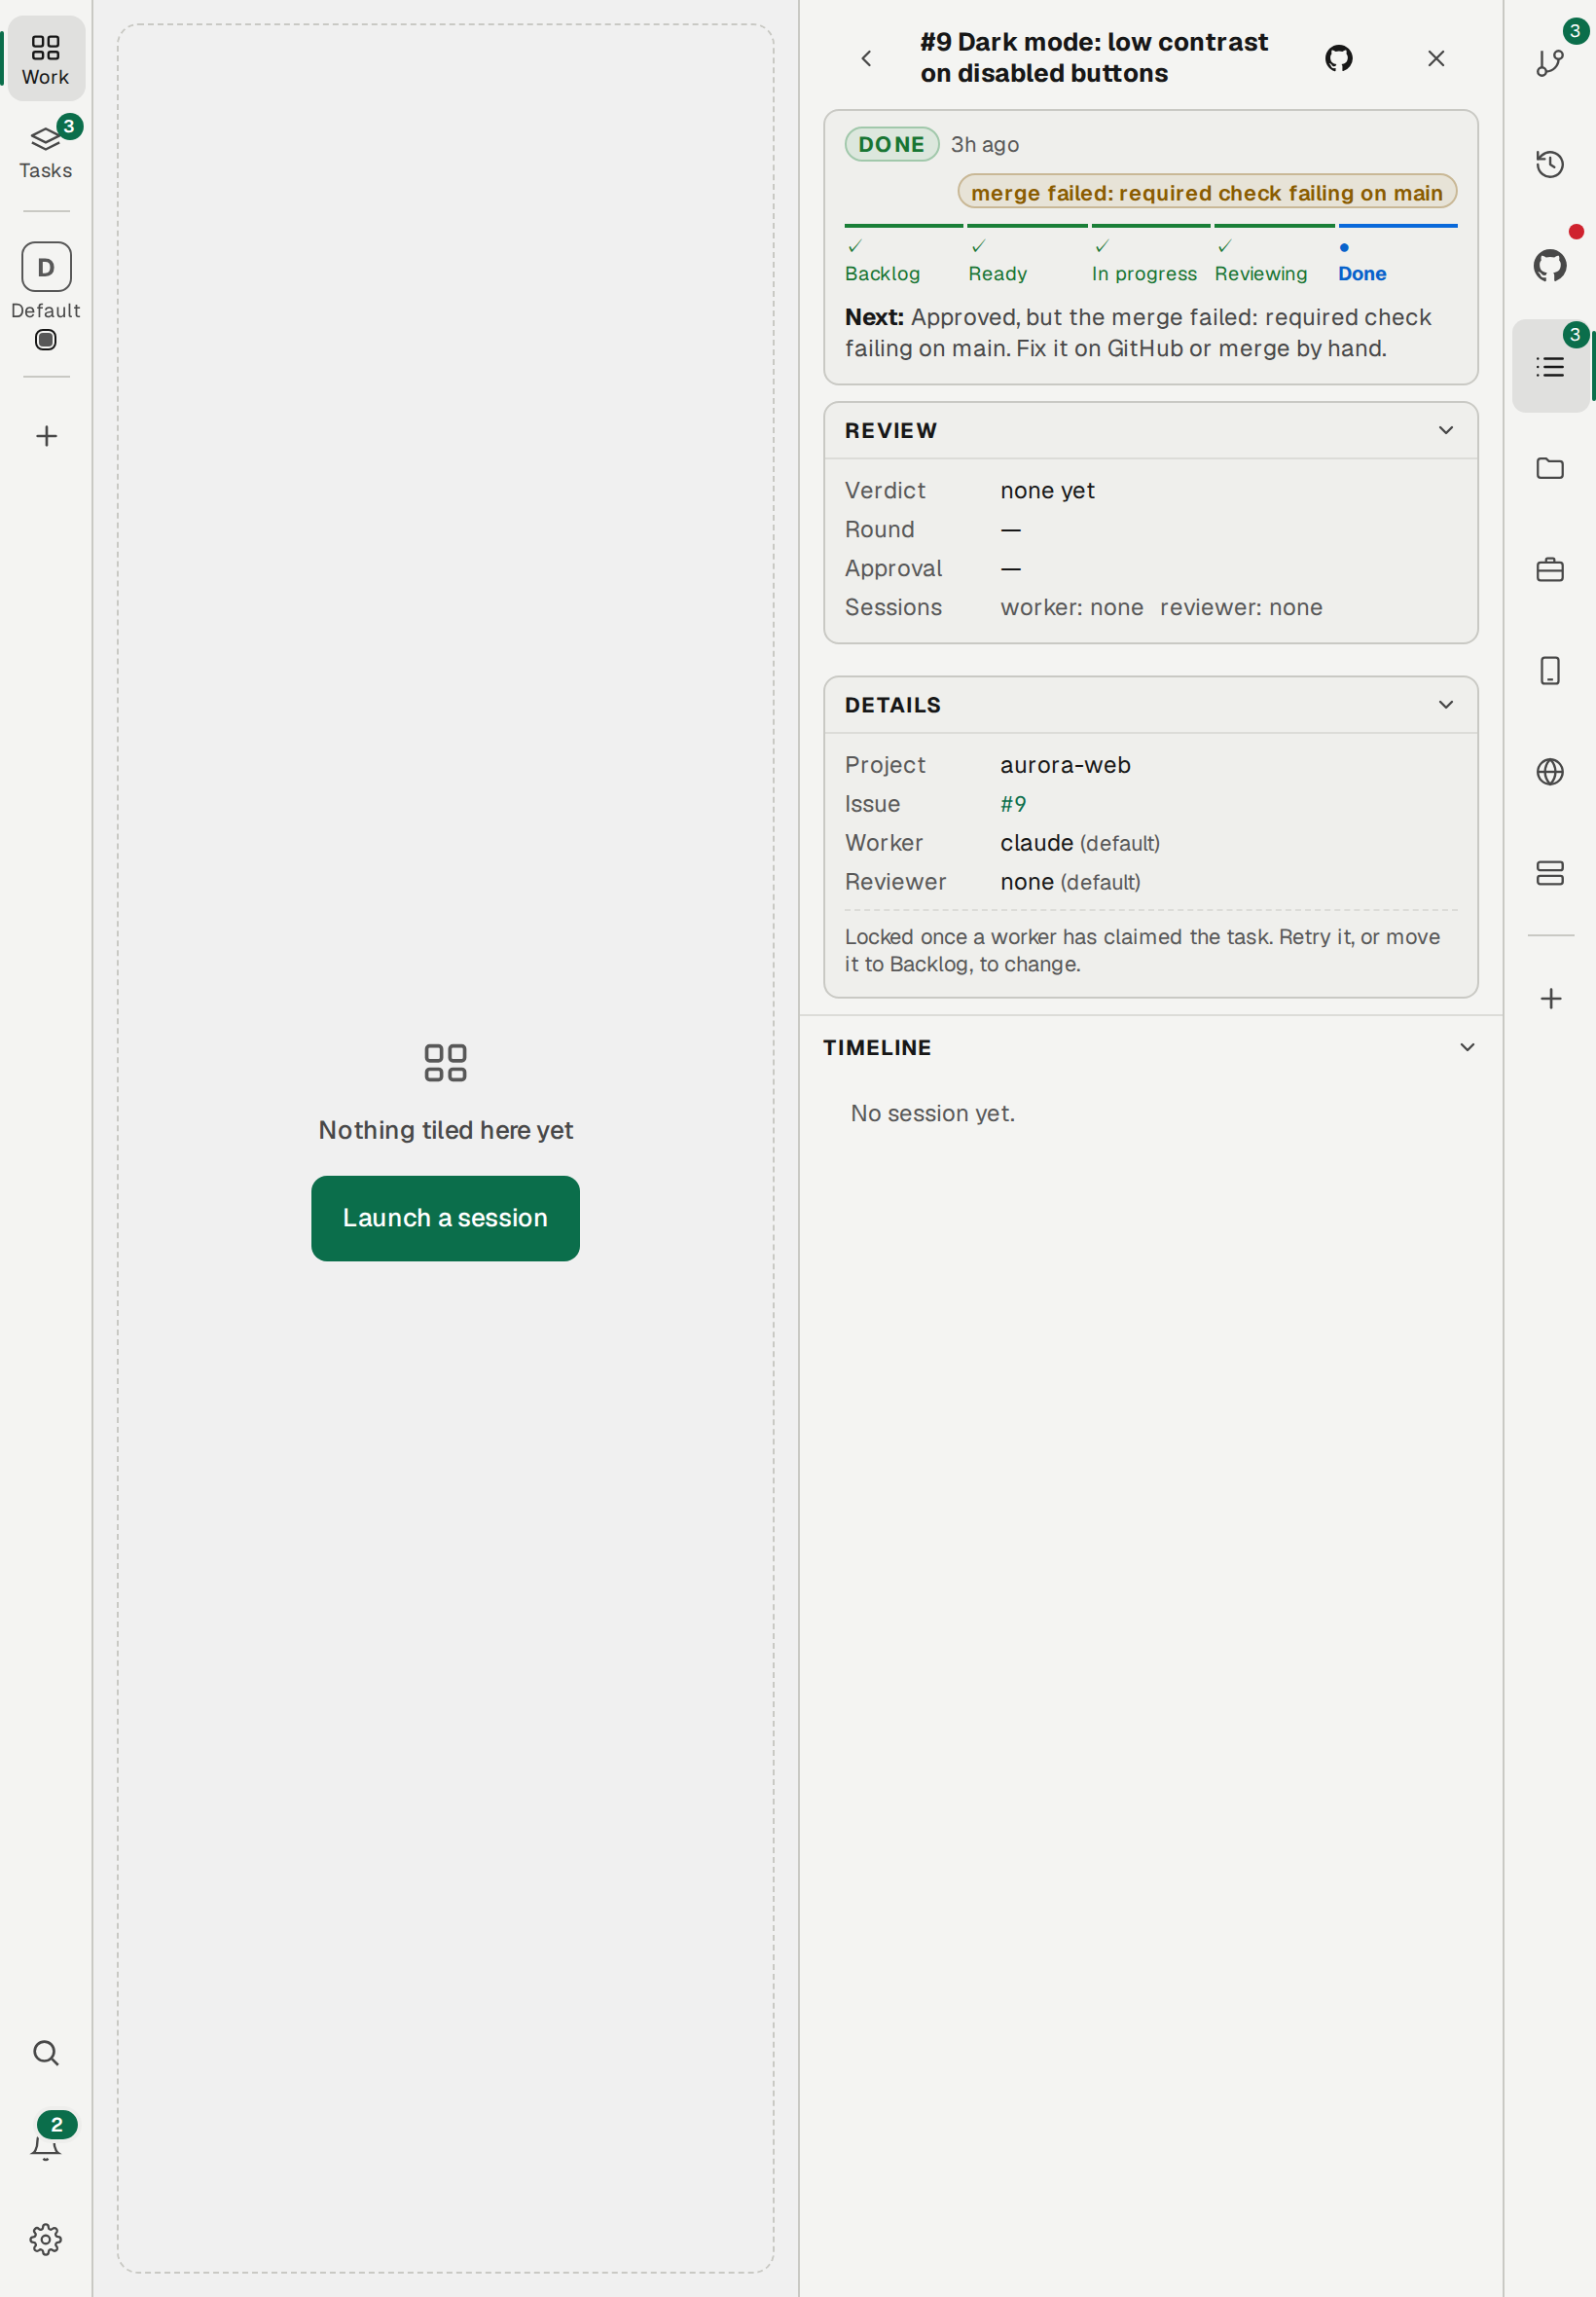 Work
3
Tasks
D
Default
2
Nothing tiled here yet
Launch a session
#9 Dark mode: low contrast
on disabled buttons
DONE 3h ago
merge failed: required check failing on main
✓ ✓ ✓ ✓ ●
Backlog Ready In progress Reviewing Done
Next: Approved, but the merge failed: required check
failing on main. Fix it on GitHub or merge by hand.
REVIEW
Verdict none yet
Round —
Approval —
Sessions worker: none reviewer: none
DETAILS
Project aurora-web
Issue #9
Worker claude (default)
Reviewer none (default)
Locked once a worker has claimed the task. Retry it, or move
it to Backlog, to change.
TIMELINE
No session yet.
3
3